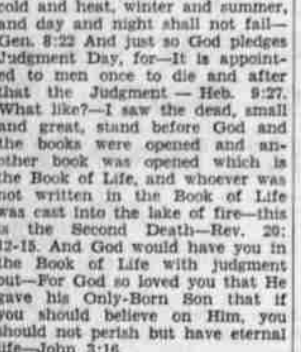 cold and heat, winter and summer,
and day and night shall not fail—
Gen. 8:22 And just so God pledges
Judgment Day, for—It is appoint-
ed to men once to die and after
that the Judgment — Heb. 9:27.
What like?—I saw the dead, small
and great, stand before God and
the books were opened and an-
other book was opened which is
the Book of Life, and whoever was
not written in the Book of Life
was cast into the lake of fire—this
is the Second Death—Rev. 20:
12-15. And God would have you in
the Book of Life with judgment
out—For God so loved you that He
gave his Only-Born Son that if
you should believe on Him, you
should not perish but have eternal
life—John 3:16